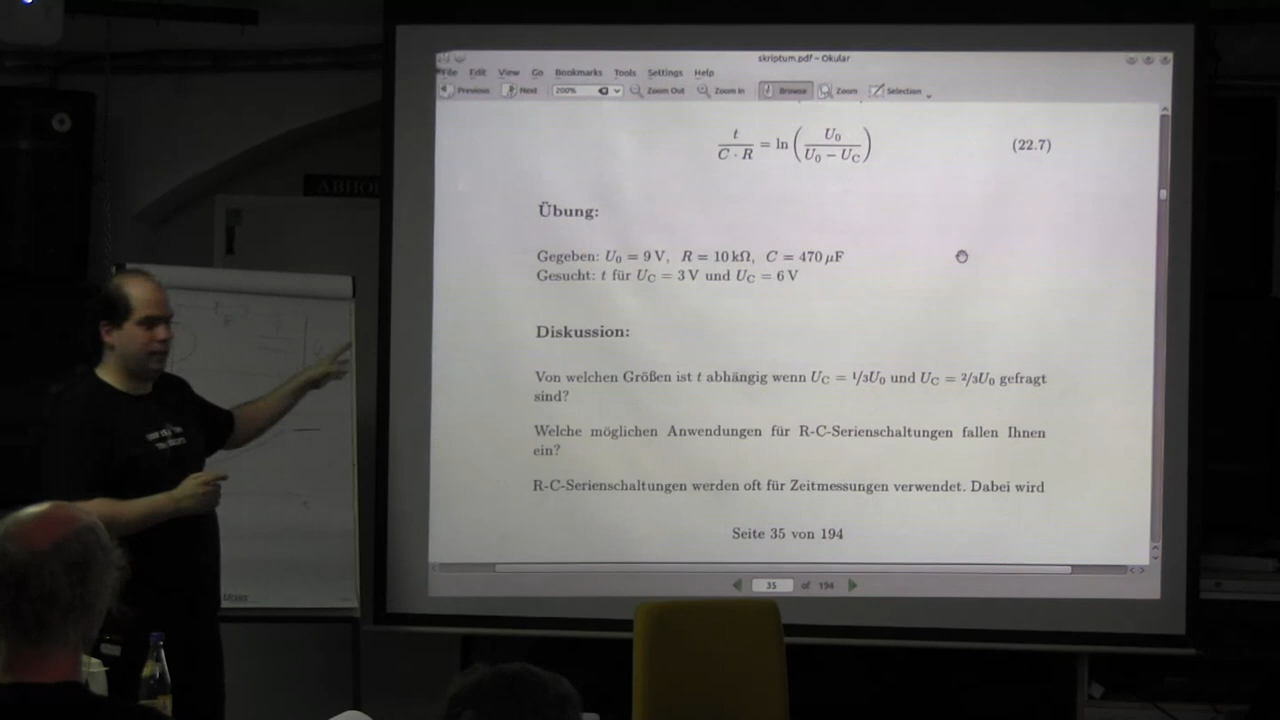 skriptum.pdf – Okular
File Edit View Go Bookmarks Tools Settings Help
Previous Next 200% Zoom Out Zoom In Browse Zoom Selection
t / (C · R) = ln (U0 / (U0 − UC)) (22.7)
Übung:
Gegeben: U0 = 9 V, R = 10 kΩ, C = 470 µF
Gesucht: t für UC = 3 V und UC = 6 V
Diskussion:
Von welchen Größen ist t abhängig wenn UC = 1/3U0 und UC = 2/3U0 gefragt
sind?
Welche möglichen Anwendungen für R-C-Serienschaltungen fallen Ihnen
ein?
R-C-Serienschaltungen werden oft für Zeitmessungen verwendet. Dabei wird
Seite 35 von 194
35 of 194
ABHO